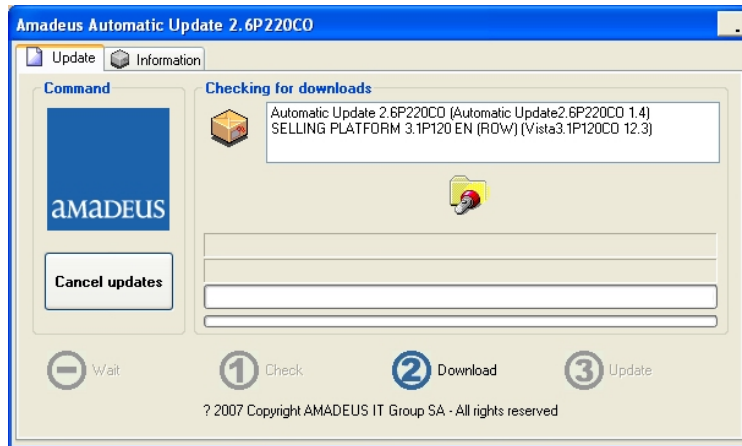 Amadeus Automatic Update 2.6P220CO
Update
Information
Command
Checking for downloads
Automatic Update 2.6P220CO (Automatic Update2.6P220CO 1.4)
SELLING PLATFORM 3.1P120 EN (ROW) (Vista3.1P120CO 12.3)
aMaDEUS
Cancel updates
Wait
1 Check
2 Download
3 Update
? 2007 Copyright AMADEUS IT Group SA - All rights reserved